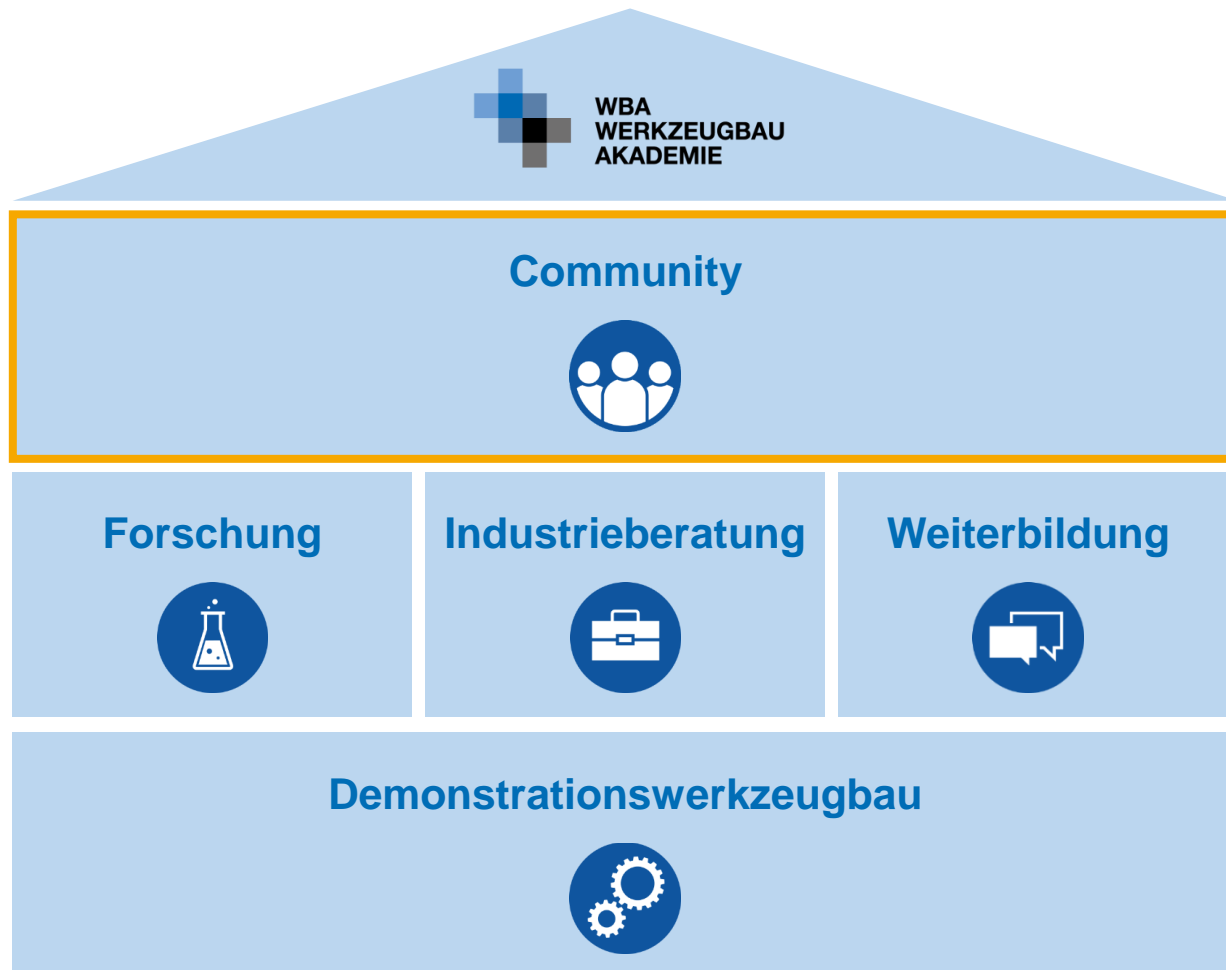 WBA
WERKZEUGBAU
AKADEMIE
Community
Forschung
Industrieberatung
Weiterbildung
Demonstrationswerkzeugbau